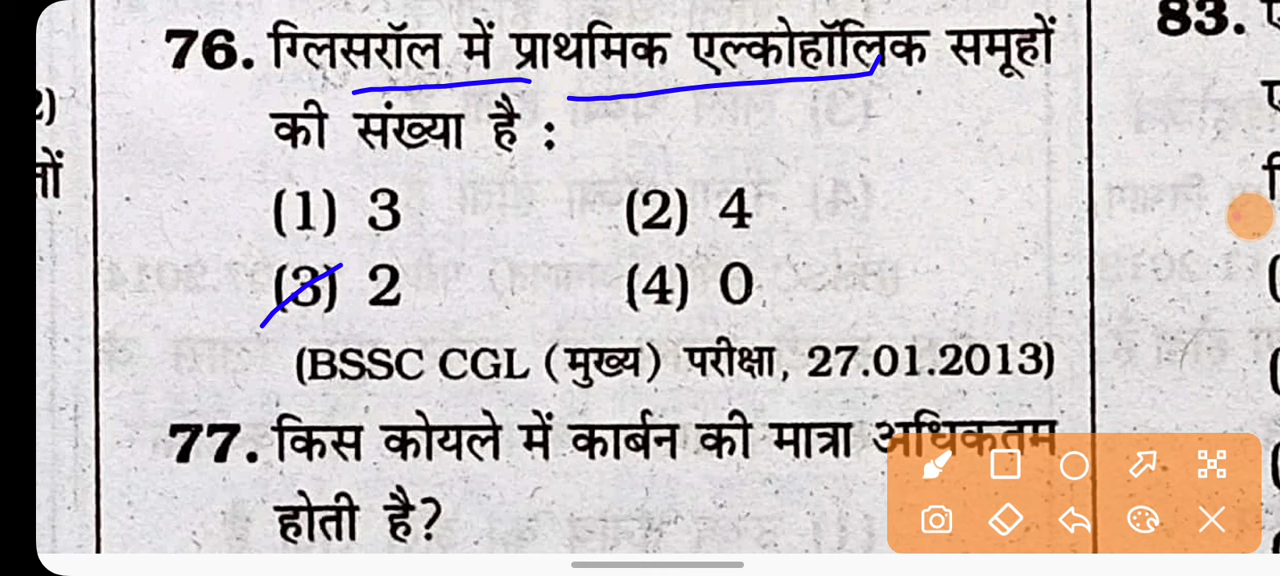 76. ग्लिसरॉल में प्राथमिक एल्कोहॉलिक समूहों
की संख्या है :
(1) 3 (2) 4
(3) 2 (4) 0
(BSSC CGL (मुख्य) परीक्षा, 27.01.2013)
77. किस कोयले में कार्बन की मात्रा अधिकतम
होती है?
83.